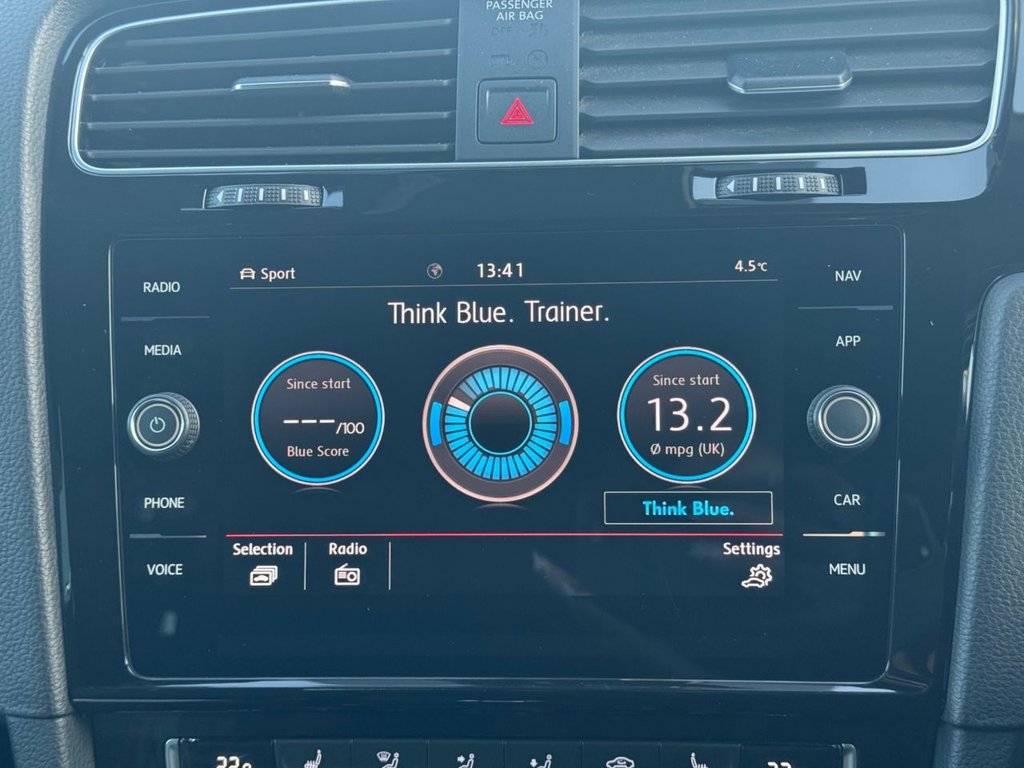 PASSENGER
AIR BAG
OFF
Sport 13:41 4.5°C
RADIO
NAV
Think Blue. Trainer.
MEDIA
APP
Since start
---/100
Blue Score
Since start
13.2
Ø mpg (UK)
PHONE
CAR
Think Blue.
Selection Radio Settings
VOICE
MENU